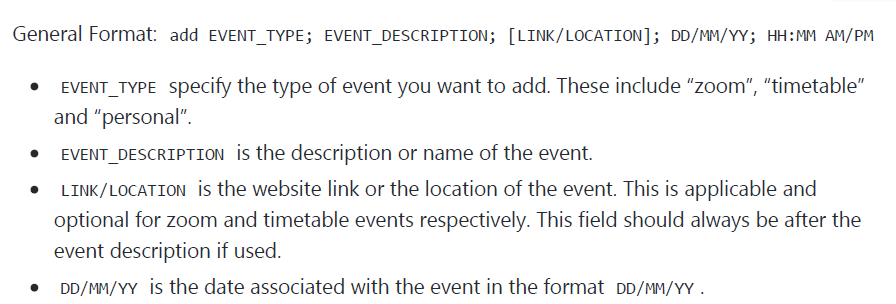 General Format: add EVENT_TYPE; EVENT_DESCRIPTION; [LINK/LOCATION]; DD/MM/YY; HH:MM AM/PM
• EVENT_TYPE specify the type of event you want to add. These include “zoom”, “timetable”
and “personal”.
• EVENT_DESCRIPTION is the description or name of the event.
• LINK/LOCATION is the website link or the location of the event. This is applicable and
optional for zoom and timetable events respectively. This field should always be after the
event description if used.
• DD/MM/YY is the date associated with the event in the format DD/MM/YY .